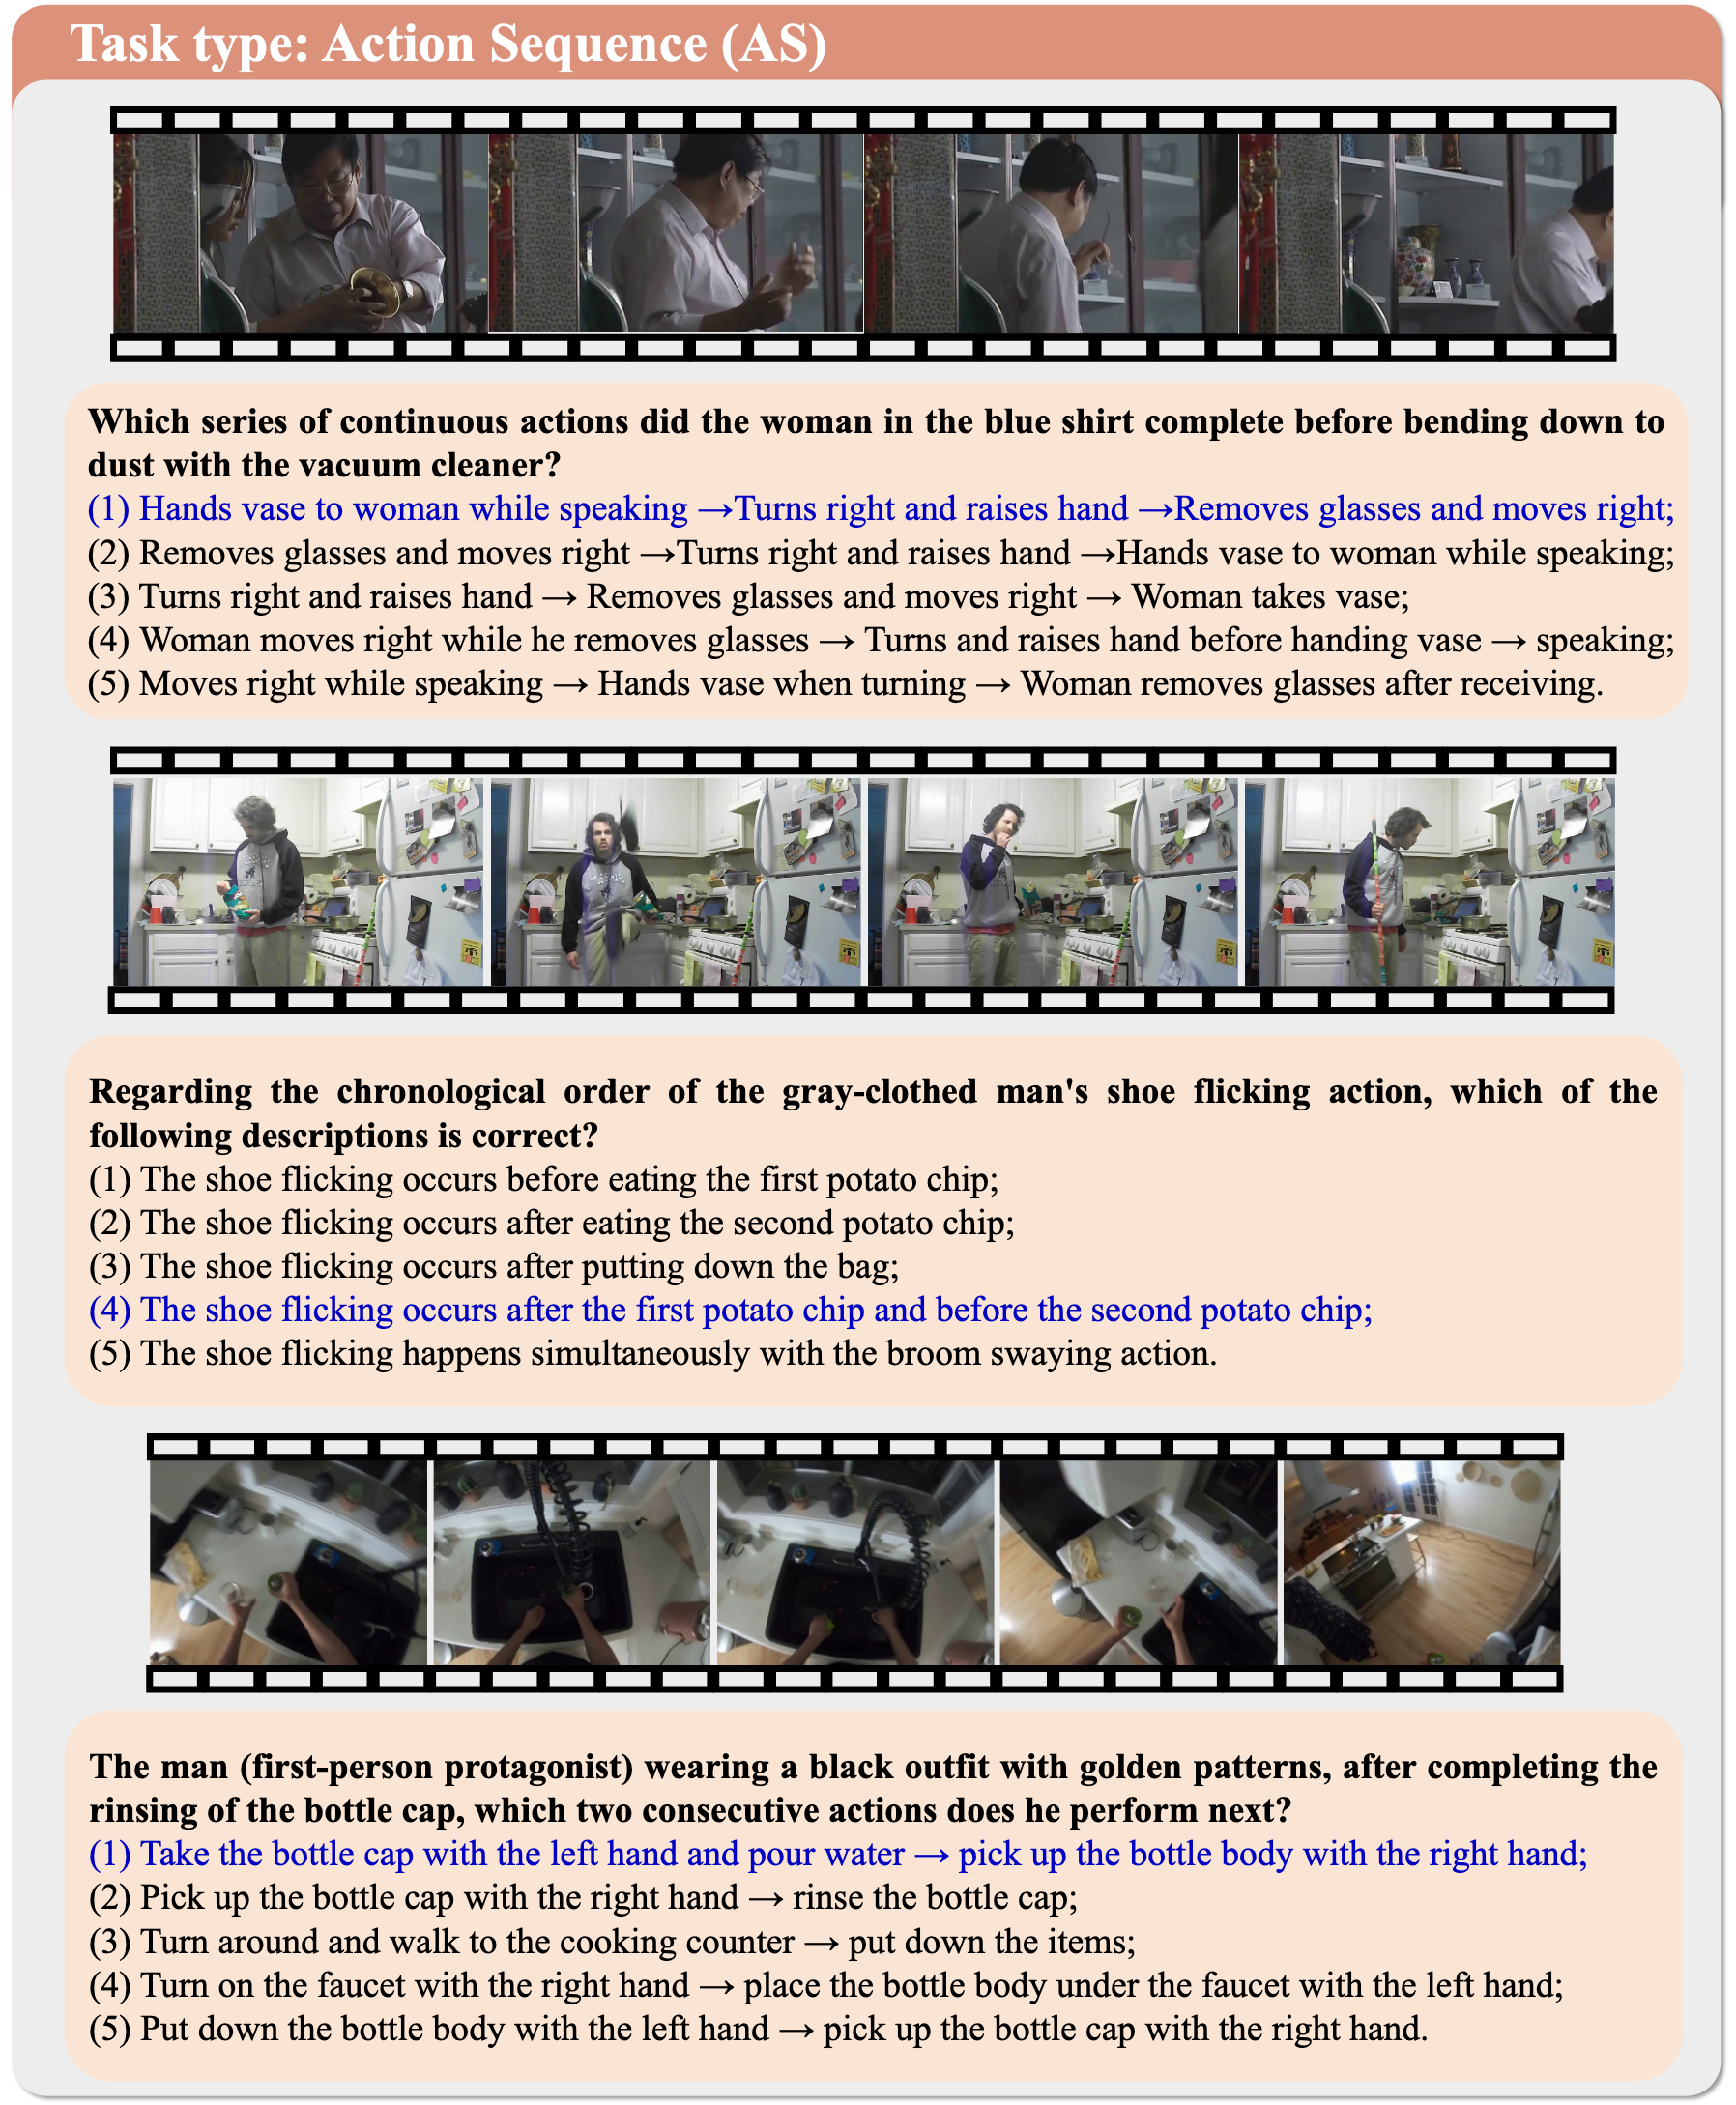 Task type: Action Sequence (AS)
Which series of continuous actions did the woman in the blue shirt complete before bending down to
dust with the vacuum cleaner?
(1) Hands vase to woman while speaking →Turns right and raises hand →Removes glasses and moves right;
(2) Removes glasses and moves right →Turns right and raises hand →Hands vase to woman while speaking;
(3) Turns right and raises hand → Removes glasses and moves right → Woman takes vase;
(4) Woman moves right while he removes glasses → Turns and raises hand before handing vase → speaking;
(5) Moves right while speaking → Hands vase when turning → Woman removes glasses after receiving.
Regarding the chronological order of the gray-clothed man's shoe flicking action, which of the
following descriptions is correct?
(1) The shoe flicking occurs before eating the first potato chip;
(2) The shoe flicking occurs after eating the second potato chip;
(3) The shoe flicking occurs after putting down the bag;
(4) The shoe flicking occurs after the first potato chip and before the second potato chip;
(5) The shoe flicking happens simultaneously with the broom swaying action.
The man (first-person protagonist) wearing a black outfit with golden patterns, after completing the
rinsing of the bottle cap, which two consecutive actions does he perform next?
(1) Take the bottle cap with the left hand and pour water → pick up the bottle body with the right hand;
(2) Pick up the bottle cap with the right hand → rinse the bottle cap;
(3) Turn around and walk to the cooking counter → put down the items;
(4) Turn on the faucet with the right hand → place the bottle body under the faucet with the left hand;
(5) Put down the bottle body with the left hand → pick up the bottle cap with the right hand.